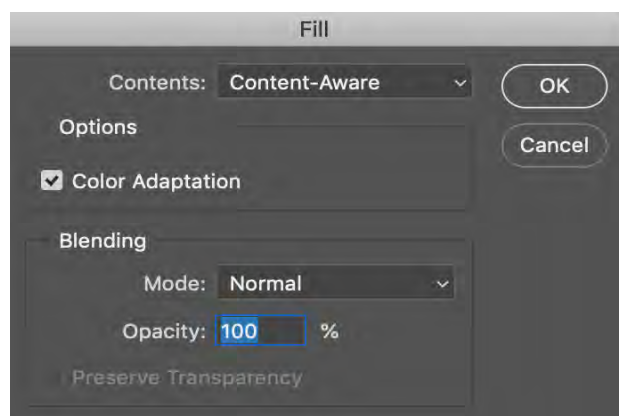 Fill
Contents: Content-Aware OK
Options
Cancel
Color Adaptation
Blending
Mode: Normal
Opacity: 100 %
Preserve Transparency